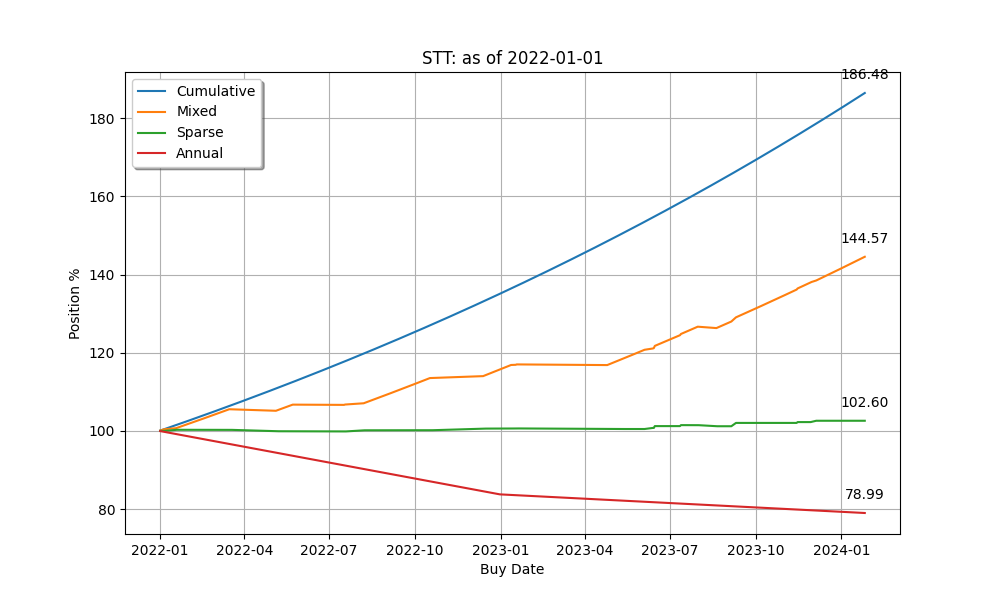 STT: as of 2022-01-01
Cumulative
Mixed
Sparse
Annual
186.48
144.57
102.60
78.99
180
160
140
120
100
80
Position %
2022-01 2022-04 2022-07 2022-10 2023-01 2023-04 2023-07 2023-10 2024-01
Buy Date